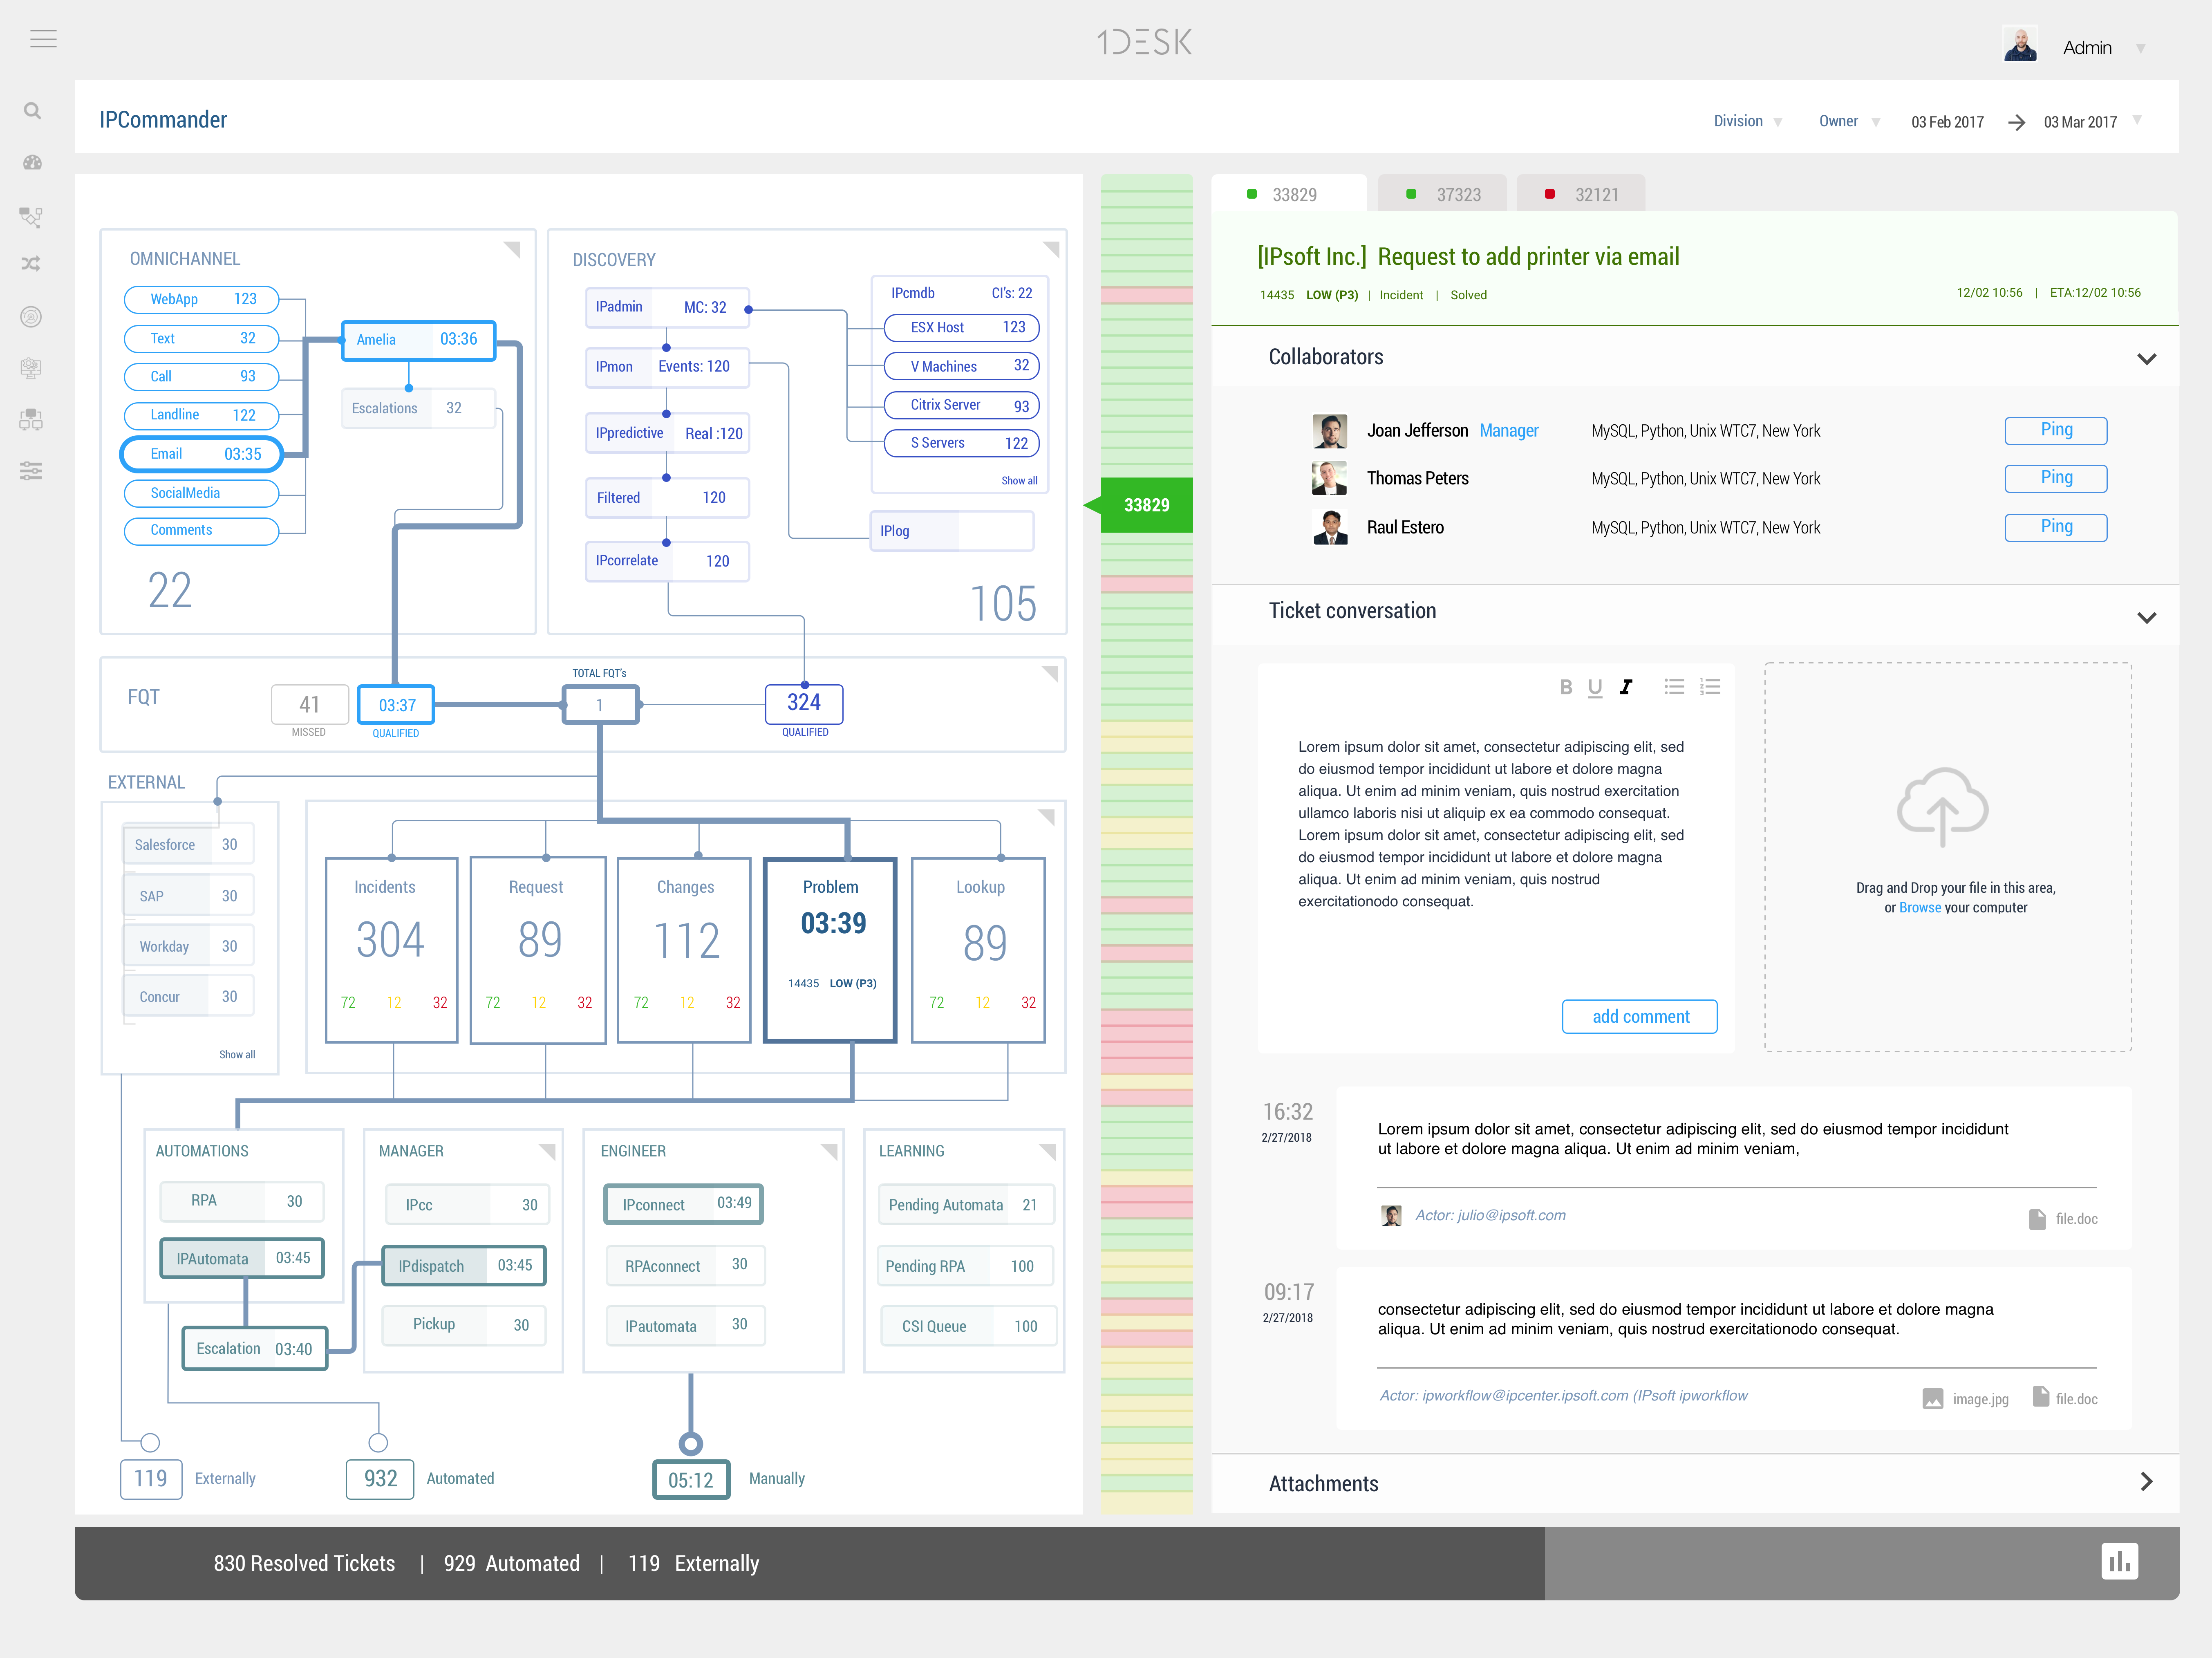 1DESK
Admin
IPCommander
Division
Owner
03 Feb 2017
03 Mar 2017
OMNICHANNEL
WebApp 123
Text 32
Call 93
Landline 122
Email 03:35
SocialMedia
Comments
Amelia 03:36
Escalations 32
22
DISCOVERY
IPadmin MC: 32
IPmon Events: 120
IPpredictive Real :120
Filtered 120
IPcorrelate 120
IPcmdb CI's: 22
ESX Host 123
V Machines 32
Citrix Server 93
S Servers 122
Show all
IPlog
105
FQT
41
MISSED
03:37
QUALIFIED
TOTAL FQT's
1
324
QUALIFIED
EXTERNAL
Salesforce 30
SAP 30
Workday 30
Concur 30
Show all
Incidents
304
72 12 32
Request
89
72 12 32
Changes
112
72 12 32
Problem
03:39
14435 LOW (P3)
Lookup
89
72 12 32
AUTOMATIONS
RPA 30
IPAutomata 03:45
Escalation 03:40
MANAGER
IPcc 30
IPdispatch 03:45
Pickup 30
ENGINEER
IPconnect 03:49
RPAconnect 30
IPautomata 30
LEARNING
Pending Automata 21
Pending RPA 100
CSI Queue 100
119 Externally
932 Automated
05:12 Manually
33829
33829
37323
32121
[IPsoft Inc.] Request to add printer via email
14435 LOW (P3) | Incident | Solved
12/02 10:56 | ETA:12/02 10:56
Collaborators
Joan Jefferson Manager MySQL, Python, Unix WTC7, New York Ping
Thomas Peters MySQL, Python, Unix WTC7, New York Ping
Raul Estero MySQL, Python, Unix WTC7, New York Ping
Ticket conversation
B U I
Lorem ipsum dolor sit amet, consectetur adipiscing elit, sed
do eiusmod tempor incididunt ut labore et dolore magna
aliqua. Ut enim ad minim veniam, quis nostrud exercitation
ullamco laboris nisi ut aliquip ex ea commodo consequat.
Lorem ipsum dolor sit amet, consectetur adipiscing elit, sed
do eiusmod tempor incididunt ut labore et dolore magna
aliqua. Ut enim ad minim veniam, quis nostrud
exercitationodo consequat.
add comment
Drag and Drop your file in this area,
or Browse your computer
16:32
2/27/2018
Lorem ipsum dolor sit amet, consectetur adipiscing elit, sed do eiusmod tempor incididunt
ut labore et dolore magna aliqua. Ut enim ad minim veniam,
Actor: julio@ipsoft.com
file.doc
09:17
2/27/2018
consectetur adipiscing elit, sed do eiusmod tempor incididunt ut labore et dolore magna
aliqua. Ut enim ad minim veniam, quis nostrud exercitationodo consequat.
Actor: ipworkflow@ipcenter.ipsoft.com (IPsoft ipworkflow
image.jpg
file.doc
Attachments
830 Resolved Tickets | 929 Automated | 119 Externally